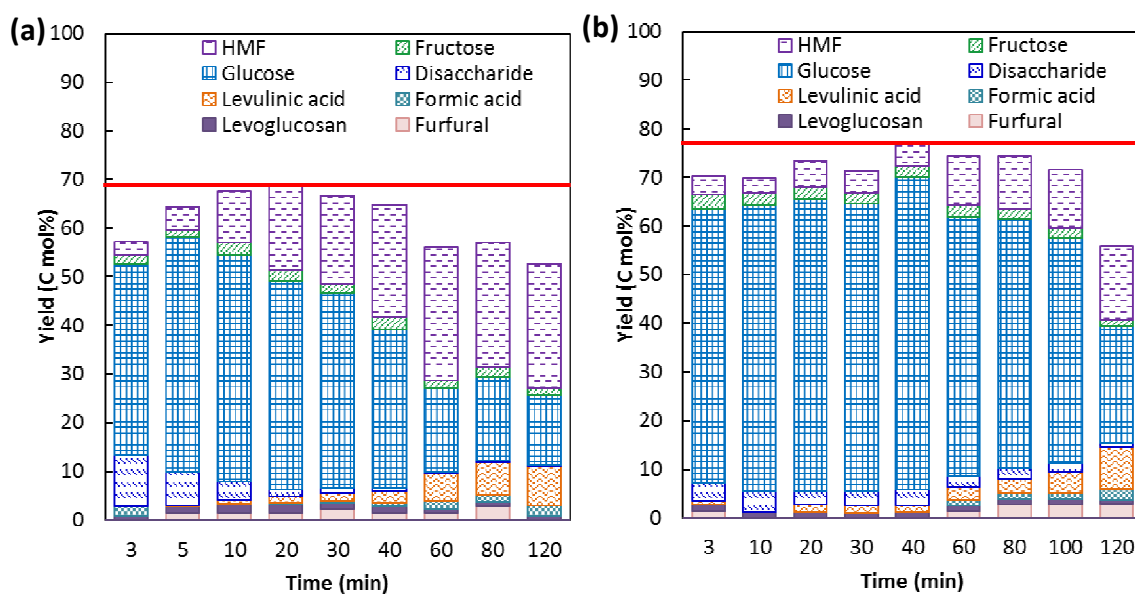 (a)
100
90
80
70
60
50
40
30
20
10
0
Yield (C mol%)
HMF Fructose
Glucose Disaccharide
Levulinic acid Formic acid
Levoglucosan Furfural
3 5 10 20 30 40 60 80 120
Time (min)
(b)
100
90
80
70
60
50
40
30
20
10
0
Yield (C mol%)
HMF Fructose
Glucose Disaccharide
Levulinic acid Formic acid
Levoglucosan Furfural
3 10 20 30 40 60 80 100 120
Time (min)